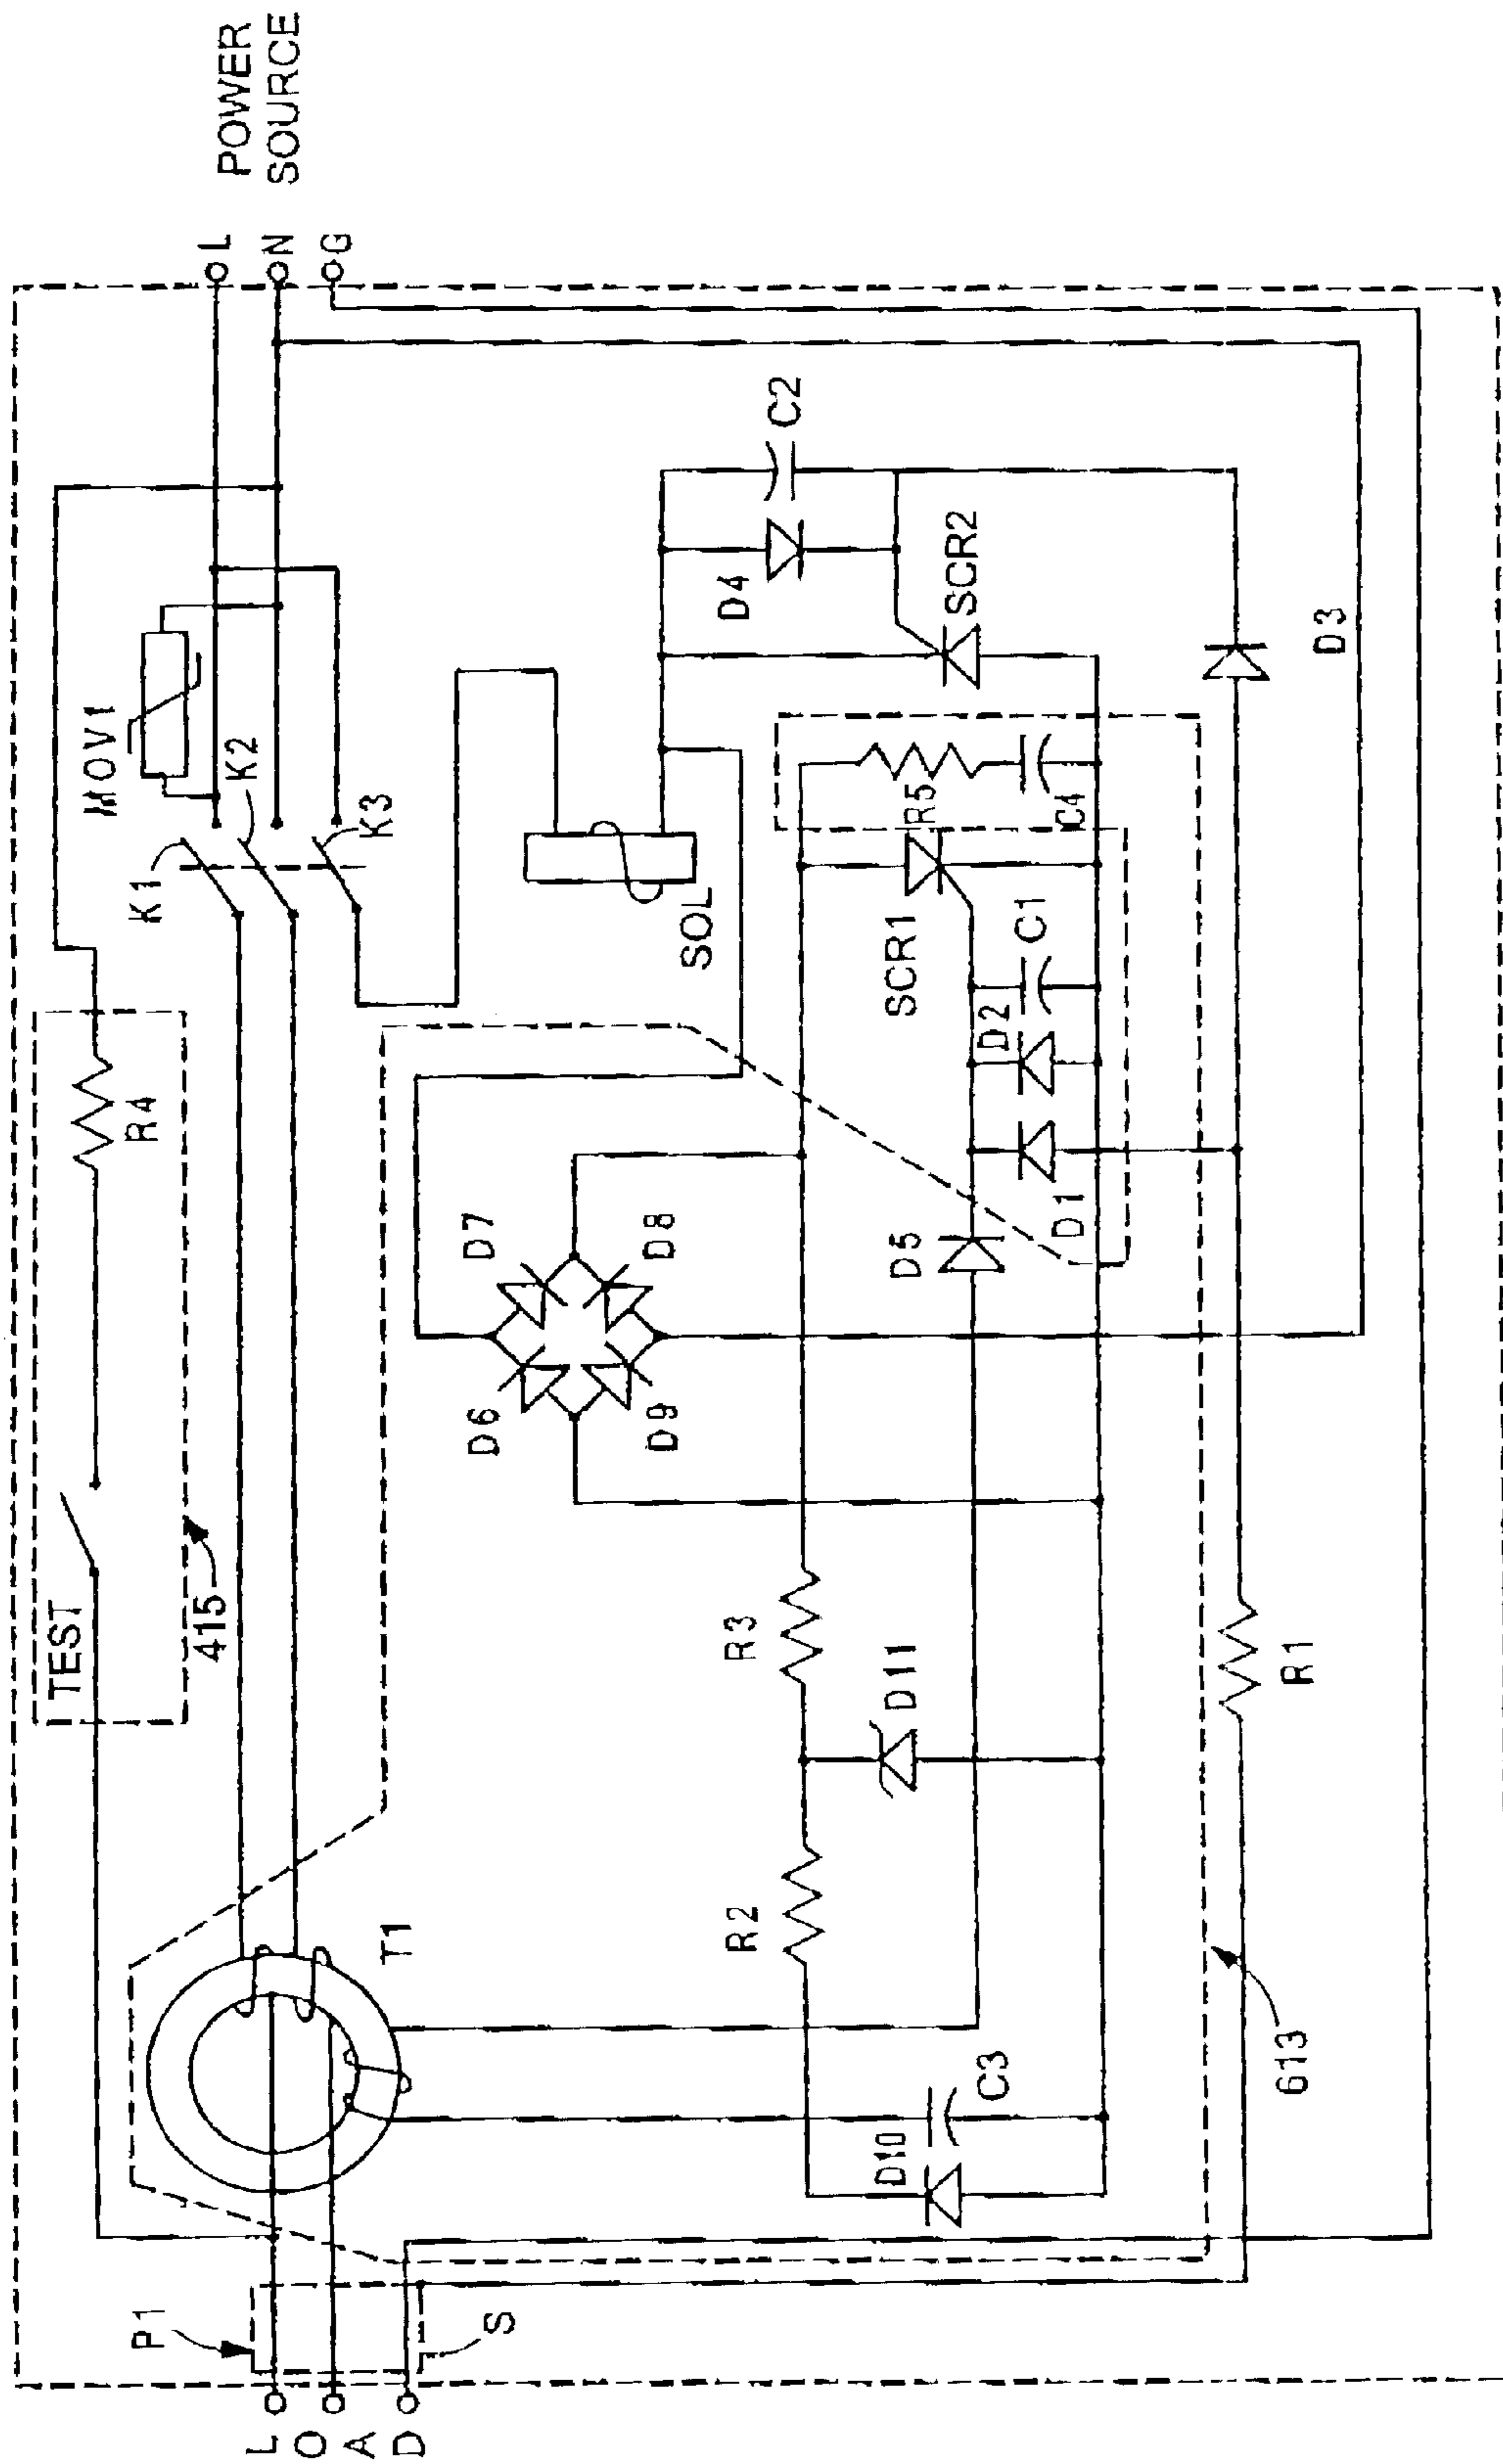 POWER
SOURCE
L
N
G
MOV1
K1
K2
K3
TEST
R4
415
SOL
C2
D4
SCR2
D3
R5
C4
SCR1
C1
D2
D1
D5
D7
D8
D6
D9
R3
D11
R2
R1
T1
C3
D10
613
P1
S
L
O
A
D